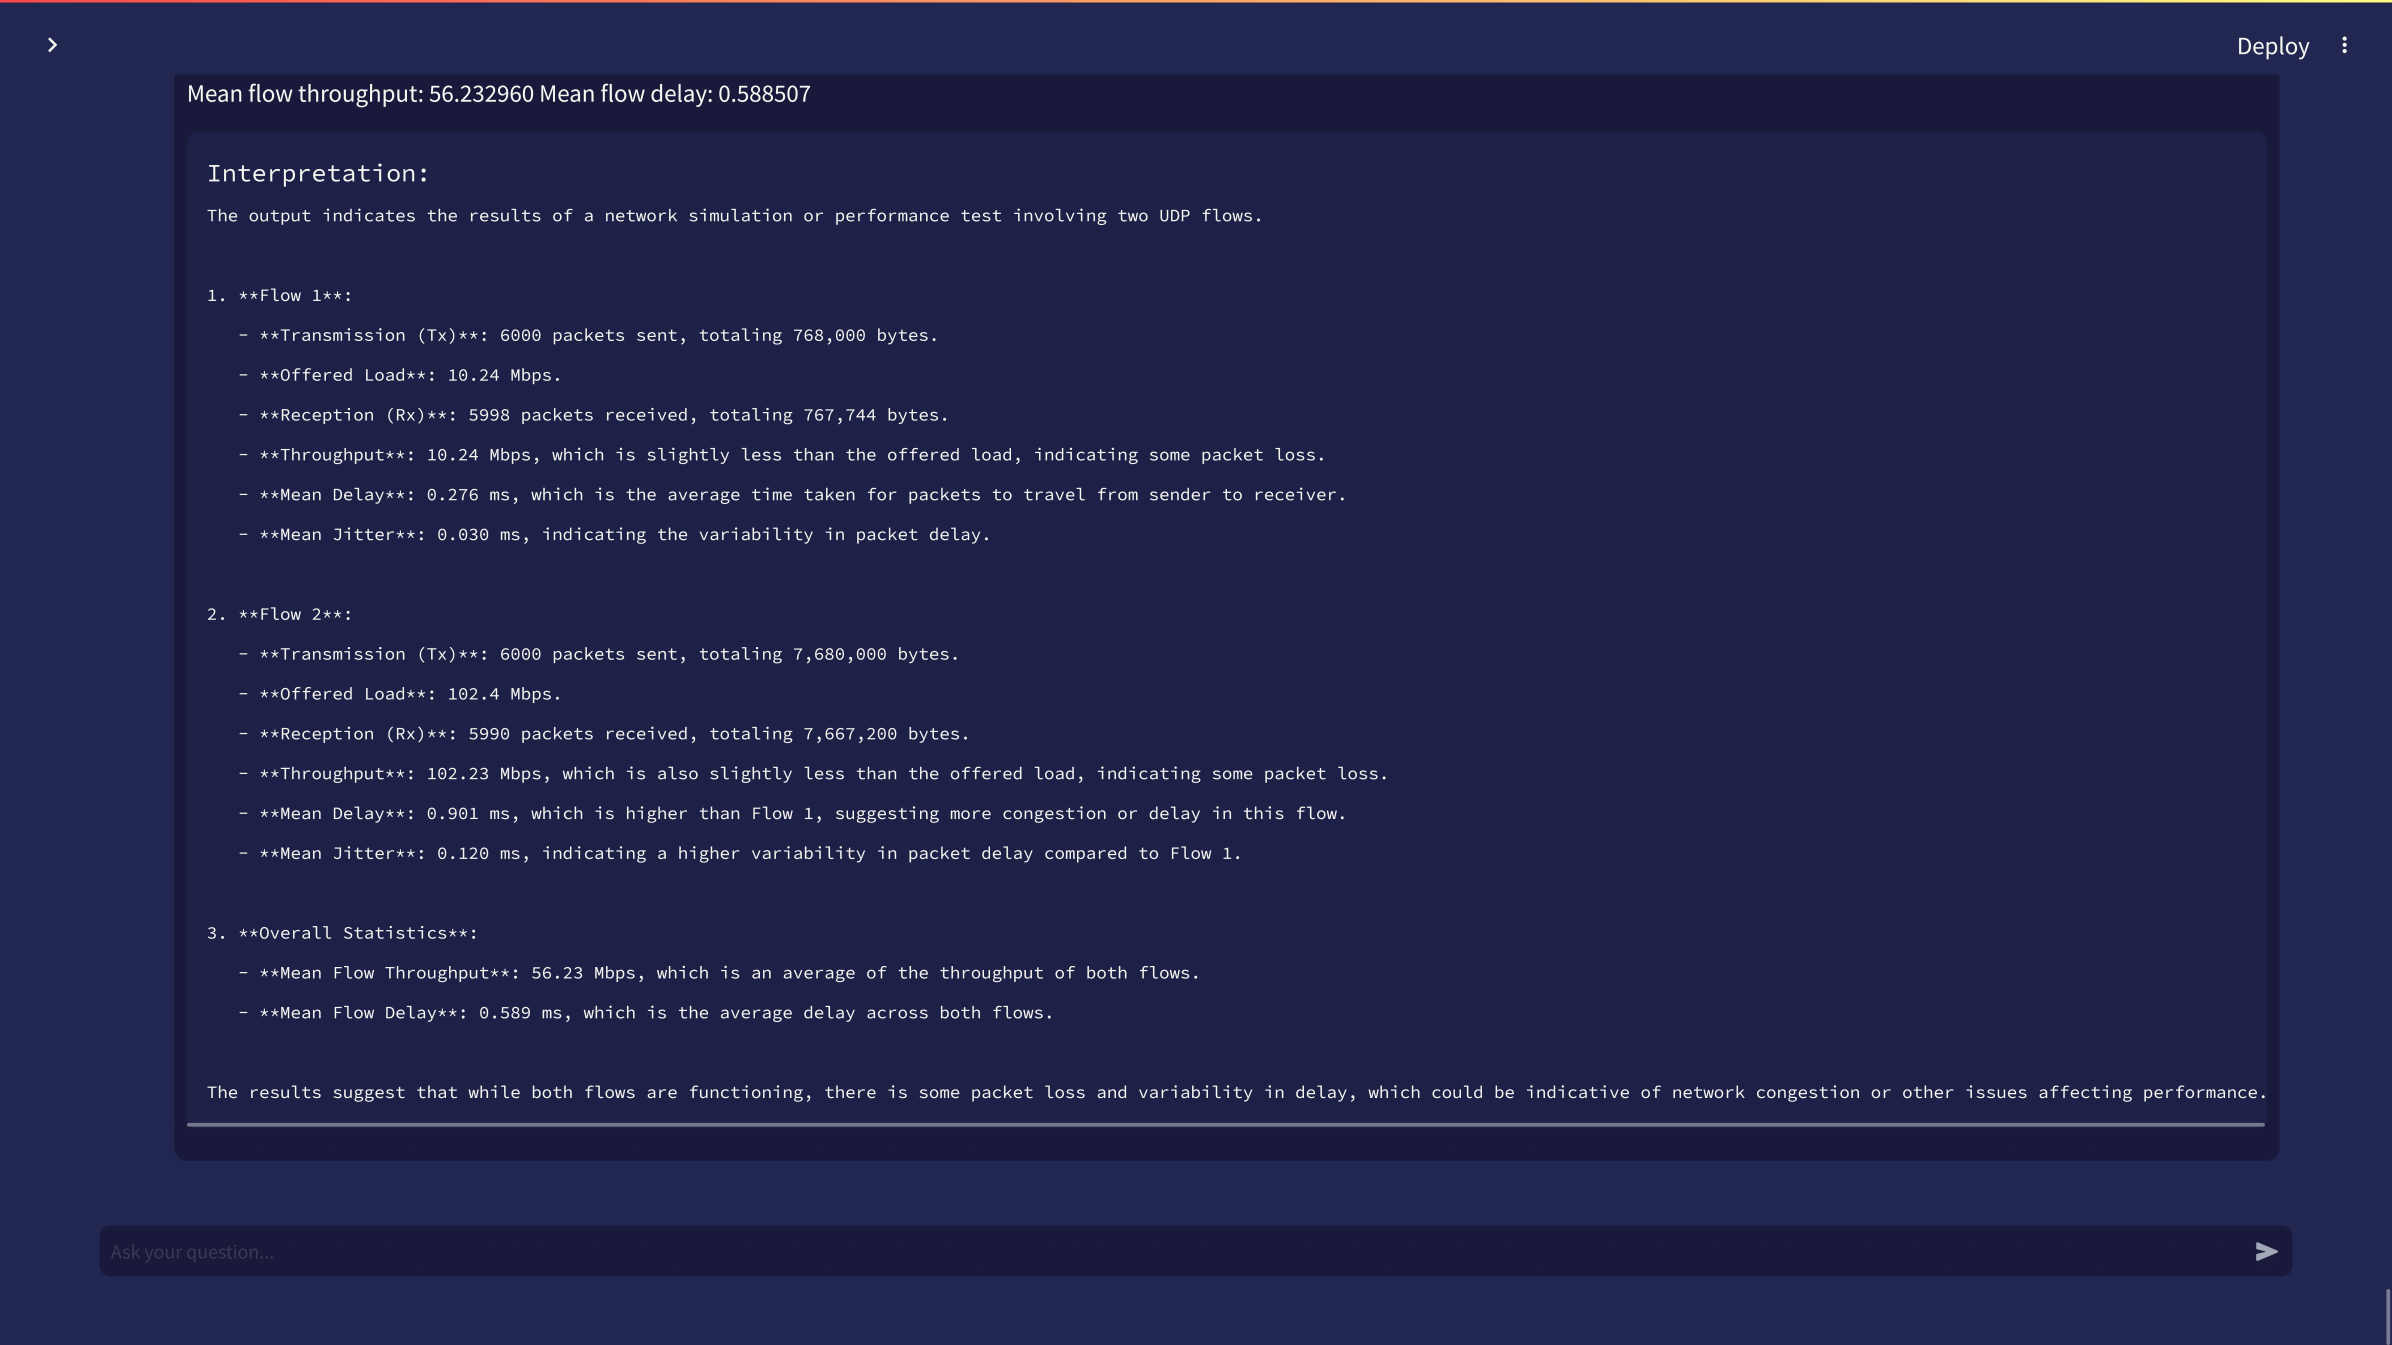 Deploy
Mean flow throughput: 56.232960 Mean flow delay: 0.588507
Interpretation:
The output indicates the results of a network simulation or performance test involving two UDP flows.
1. **Flow 1**:
- **Transmission (Tx)**: 6000 packets sent, totaling 768,000 bytes.
- **Offered Load**: 10.24 Mbps.
- **Reception (Rx)**: 5998 packets received, totaling 767,744 bytes.
- **Throughput**: 10.24 Mbps, which is slightly less than the offered load, indicating some packet loss.
- **Mean Delay**: 0.276 ms, which is the average time taken for packets to travel from sender to receiver.
- **Mean Jitter**: 0.030 ms, indicating the variability in packet delay.
2. **Flow 2**:
- **Transmission (Tx)**: 6000 packets sent, totaling 7,680,000 bytes.
- **Offered Load**: 102.4 Mbps.
- **Reception (Rx)**: 5990 packets received, totaling 7,667,200 bytes.
- **Throughput**: 102.23 Mbps, which is also slightly less than the offered load, indicating some packet loss.
- **Mean Delay**: 0.901 ms, which is higher than Flow 1, suggesting more congestion or delay in this flow.
- **Mean Jitter**: 0.120 ms, indicating a higher variability in packet delay compared to Flow 1.
3. **Overall Statistics**:
- **Mean Flow Throughput**: 56.23 Mbps, which is an average of the throughput of both flows.
- **Mean Flow Delay**: 0.589 ms, which is the average delay across both flows.
The results suggest that while both flows are functioning, there is some packet loss and variability in delay, which could be indicative of network congestion or other issues affecting performance.
Ask your question...